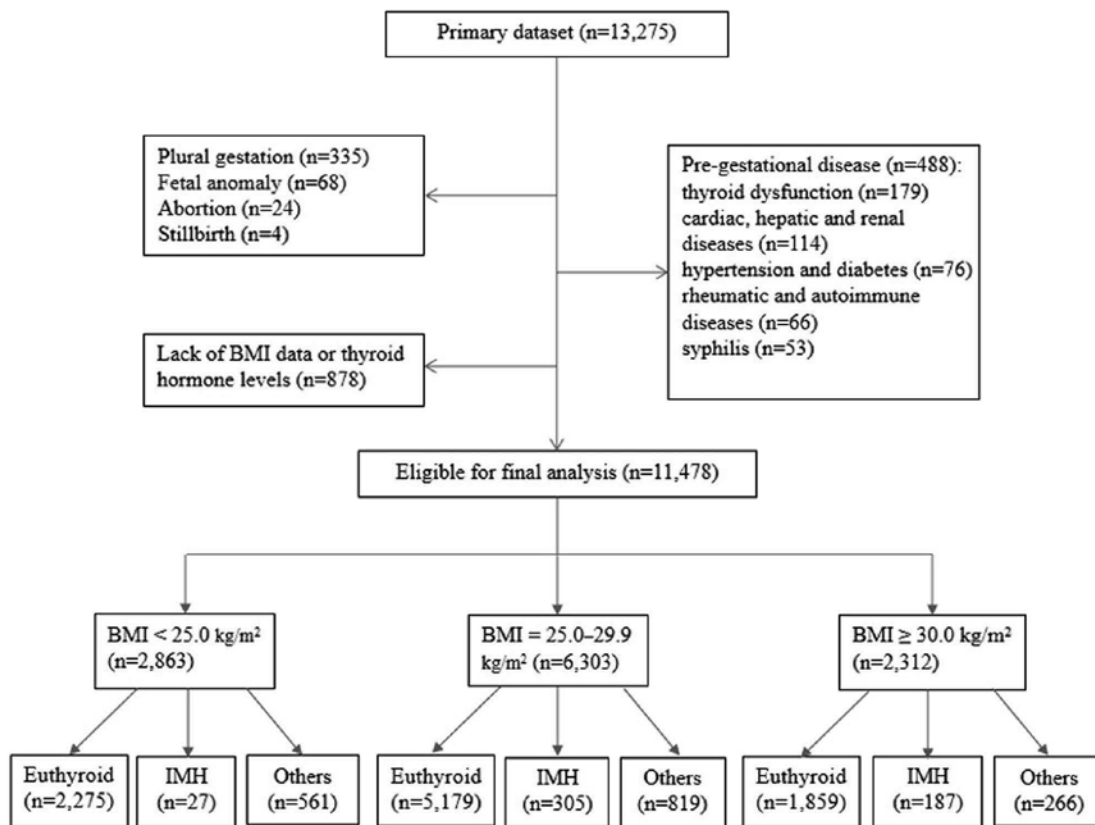 Primary dataset (n=13,275)
Plural gestation (n=335)
Fetal anomaly (n=68)
Abortion (n=24)
Stillbirth (n=4)
Pre-gestational disease (n=488):
thyroid dysfunction (n=179)
cardiac, hepatic and renal
diseases (n=114)
hypertension and diabetes (n=76)
rheumatic and autoimmune
diseases (n=66)
syphilis (n=53)
Lack of BMI data or thyroid
hormone levels (n=878)
Eligible for final analysis (n=11,478)
BMI < 25.0 kg/m²
(n=2,863)
BMI = 25.0–29.9
kg/m² (n=6,303)
BMI ≥ 30.0 kg/m²
(n=2,312)
Euthyroid
(n=2,275)
IMH
(n=27)
Others
(n=561)
Euthyroid
(n=5,179)
IMH
(n=305)
Others
(n=819)
Euthyroid
(n=1,859)
IMH
(n=187)
Others
(n=266)